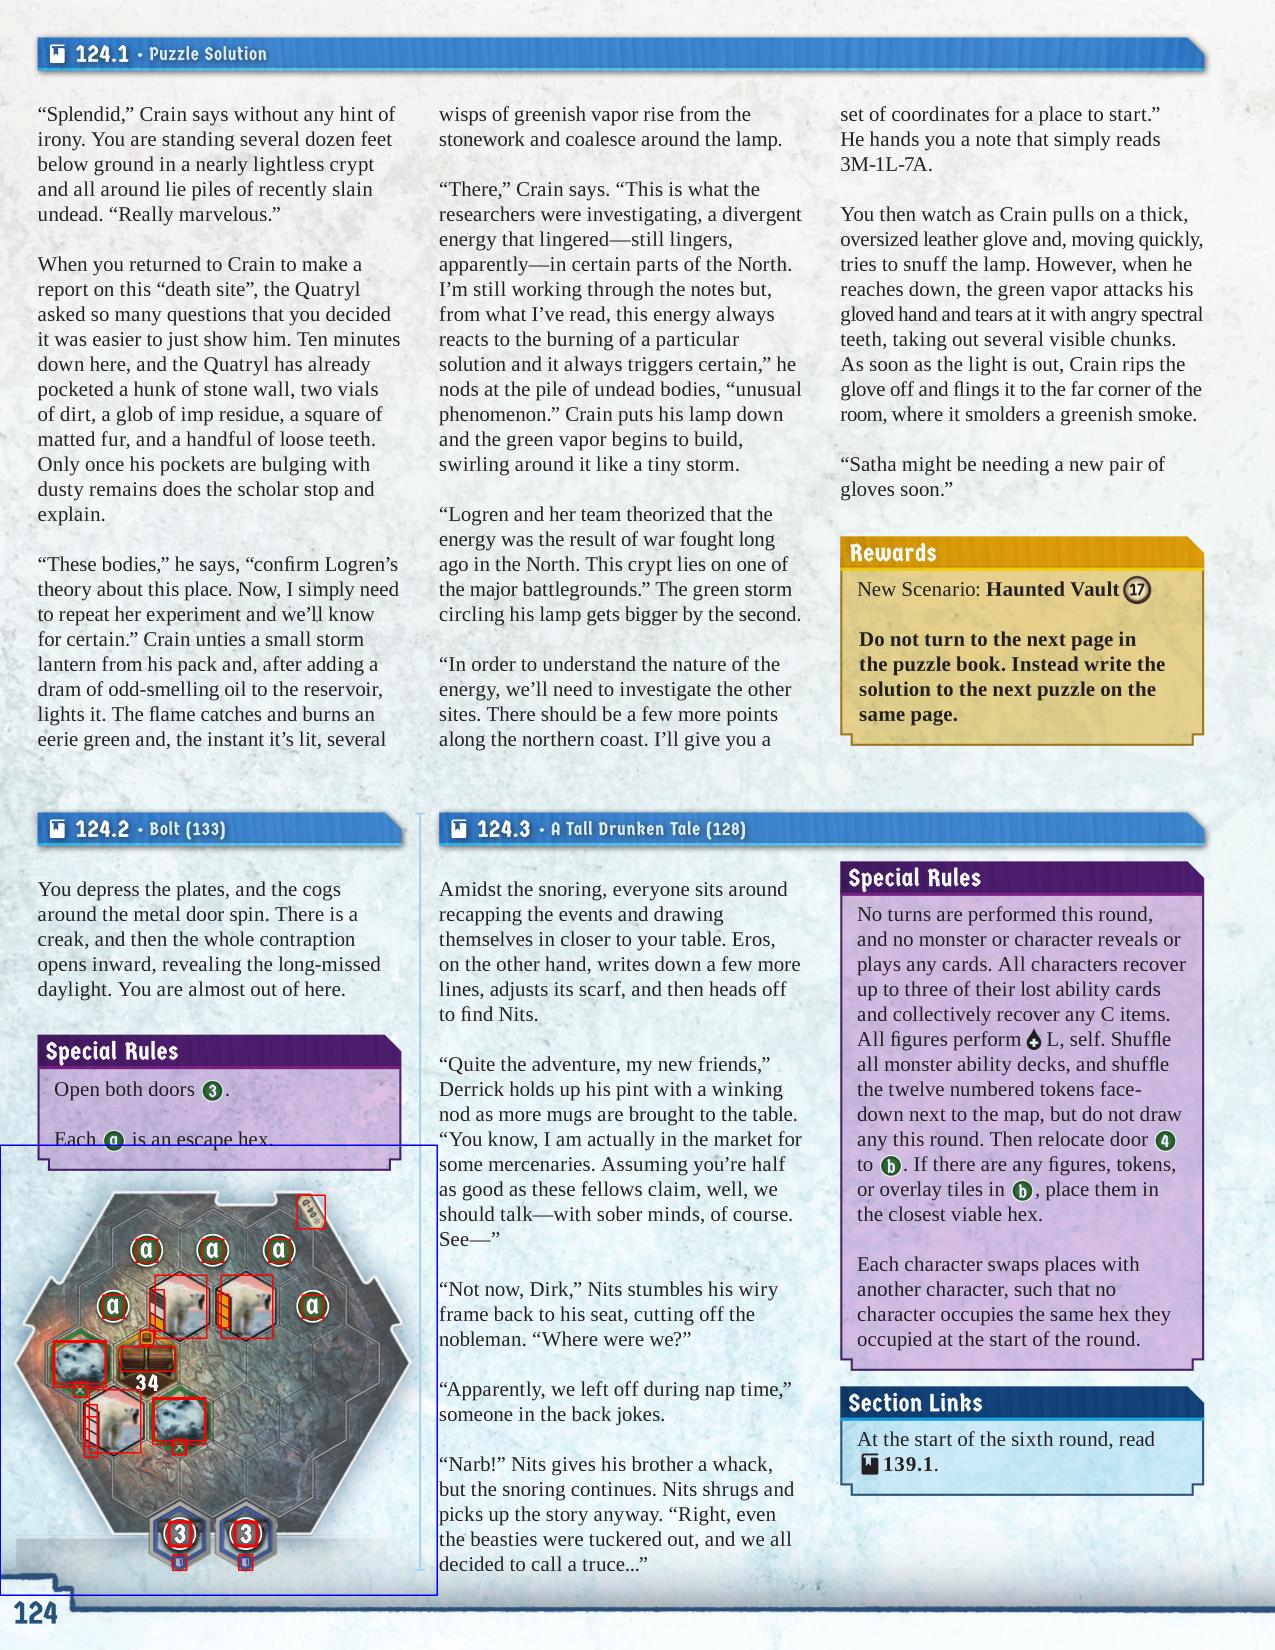 124.1 • Puzzle Solution
“Splendid,” Crain says without any hint of
irony. You are standing several dozen feet
below ground in a nearly lightless crypt
and all around lie piles of recently slain
undead. “Really marvelous.”
When you returned to Crain to make a
report on this “death site”, the Quatryl
asked so many questions that you decided
it was easier to just show him. Ten minutes
down here, and the Quatryl has already
pocketed a hunk of stone wall, two vials
of dirt, a glob of imp residue, a square of
matted fur, and a handful of loose teeth.
Only once his pockets are bulging with
dusty remains does the scholar stop and
explain.
“These bodies,” he says, “confirm Logren’s
theory about this place. Now, I simply need
to repeat her experiment and we’ll know
for certain.” Crain unties a small storm
lantern from his pack and, after adding a
dram of odd-smelling oil to the reservoir,
lights it. The flame catches and burns an
eerie green and, the instant it’s lit, several
wisps of greenish vapor rise from the
stonework and coalesce around the lamp.
“There,” Crain says. “This is what the
researchers were investigating, a divergent
energy that lingered—still lingers,
apparently—in certain parts of the North.
I’m still working through the notes but,
from what I’ve read, this energy always
reacts to the burning of a particular
solution and it always triggers certain,” he
nods at the pile of undead bodies, “unusual
phenomenon.” Crain puts his lamp down
and the green vapor begins to build,
swirling around it like a tiny storm.
“Logren and her team theorized that the
energy was the result of war fought long
ago in the North. This crypt lies on one of
the major battlegrounds.” The green storm
circling his lamp gets bigger by the second.
“In order to understand the nature of the
energy, we’ll need to investigate the other
sites. There should be a few more points
along the northern coast. I’ll give you a
set of coordinates for a place to start.”
He hands you a note that simply reads
3M-1L-7A.
You then watch as Crain pulls on a thick,
oversized leather glove and, moving quickly,
tries to snuff the lamp. However, when he
reaches down, the green vapor attacks his
gloved hand and tears at it with angry spectral
teeth, taking out several visible chunks.
As soon as the light is out, Crain rips the
glove off and flings it to the far corner of the
room, where it smolders a greenish smoke.
“Satha might be needing a new pair of
gloves soon.”
Rewards
New Scenario: Haunted Vault 17
Do not turn to the next page in
the puzzle book. Instead write the
solution to the next puzzle on the
same page.
124.2 • Bolt (133)
You depress the plates, and the cogs
around the metal door spin. There is a
creak, and then the whole contraption
opens inward, revealing the long-missed
daylight. You are almost out of here.
Special Rules
Open both doors 3.
Each a is an escape hex.
04-D
a a a
a a
34
3 3
124.3 • A Tall Drunken Tale (128)
Amidst the snoring, everyone sits around
recapping the events and drawing
themselves in closer to your table. Eros,
on the other hand, writes down a few more
lines, adjusts its scarf, and then heads off
to find Nits.
“Quite the adventure, my new friends,”
Derrick holds up his pint with a winking
nod as more mugs are brought to the table.
“You know, I am actually in the market for
some mercenaries. Assuming you’re half
as good as these fellows claim, well, we
should talk—with sober minds, of course.
See—”
“Not now, Dirk,” Nits stumbles his wiry
frame back to his seat, cutting off the
nobleman. “Where were we?”
“Apparently, we left off during nap time,”
someone in the back jokes.
“Narb!” Nits gives his brother a whack,
but the snoring continues. Nits shrugs and
picks up the story anyway. “Right, even
the beasties were tuckered out, and we all
decided to call a truce...”
Special Rules
No turns are performed this round,
and no monster or character reveals or
plays any cards. All characters recover
up to three of their lost ability cards
and collectively recover any C items.
All figures perform L, self. Shuffle
all monster ability decks, and shuffle
the twelve numbered tokens face-
down next to the map, but do not draw
any this round. Then relocate door 4
to b. If there are any figures, tokens,
or overlay tiles in b, place them in
the closest viable hex.
Each character swaps places with
another character, such that no
character occupies the same hex they
occupied at the start of the round.
Section Links
At the start of the sixth round, read
139.1.
124